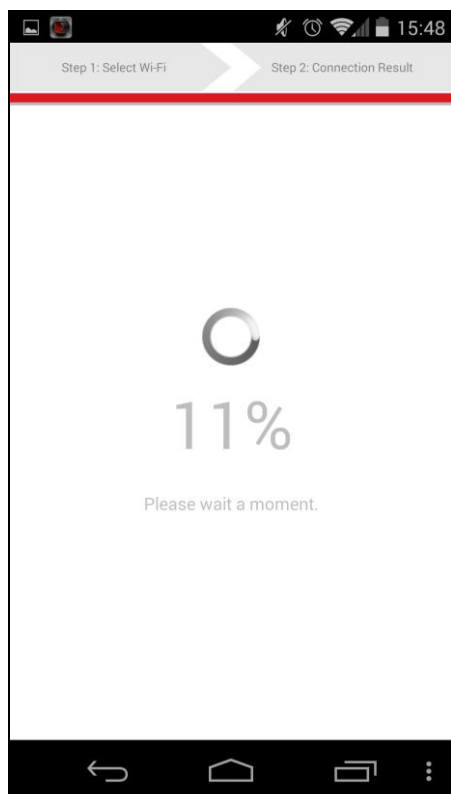 15:48
Step 1: Select Wi-Fi
Step 2: Connection Result
11%
Please wait a moment.